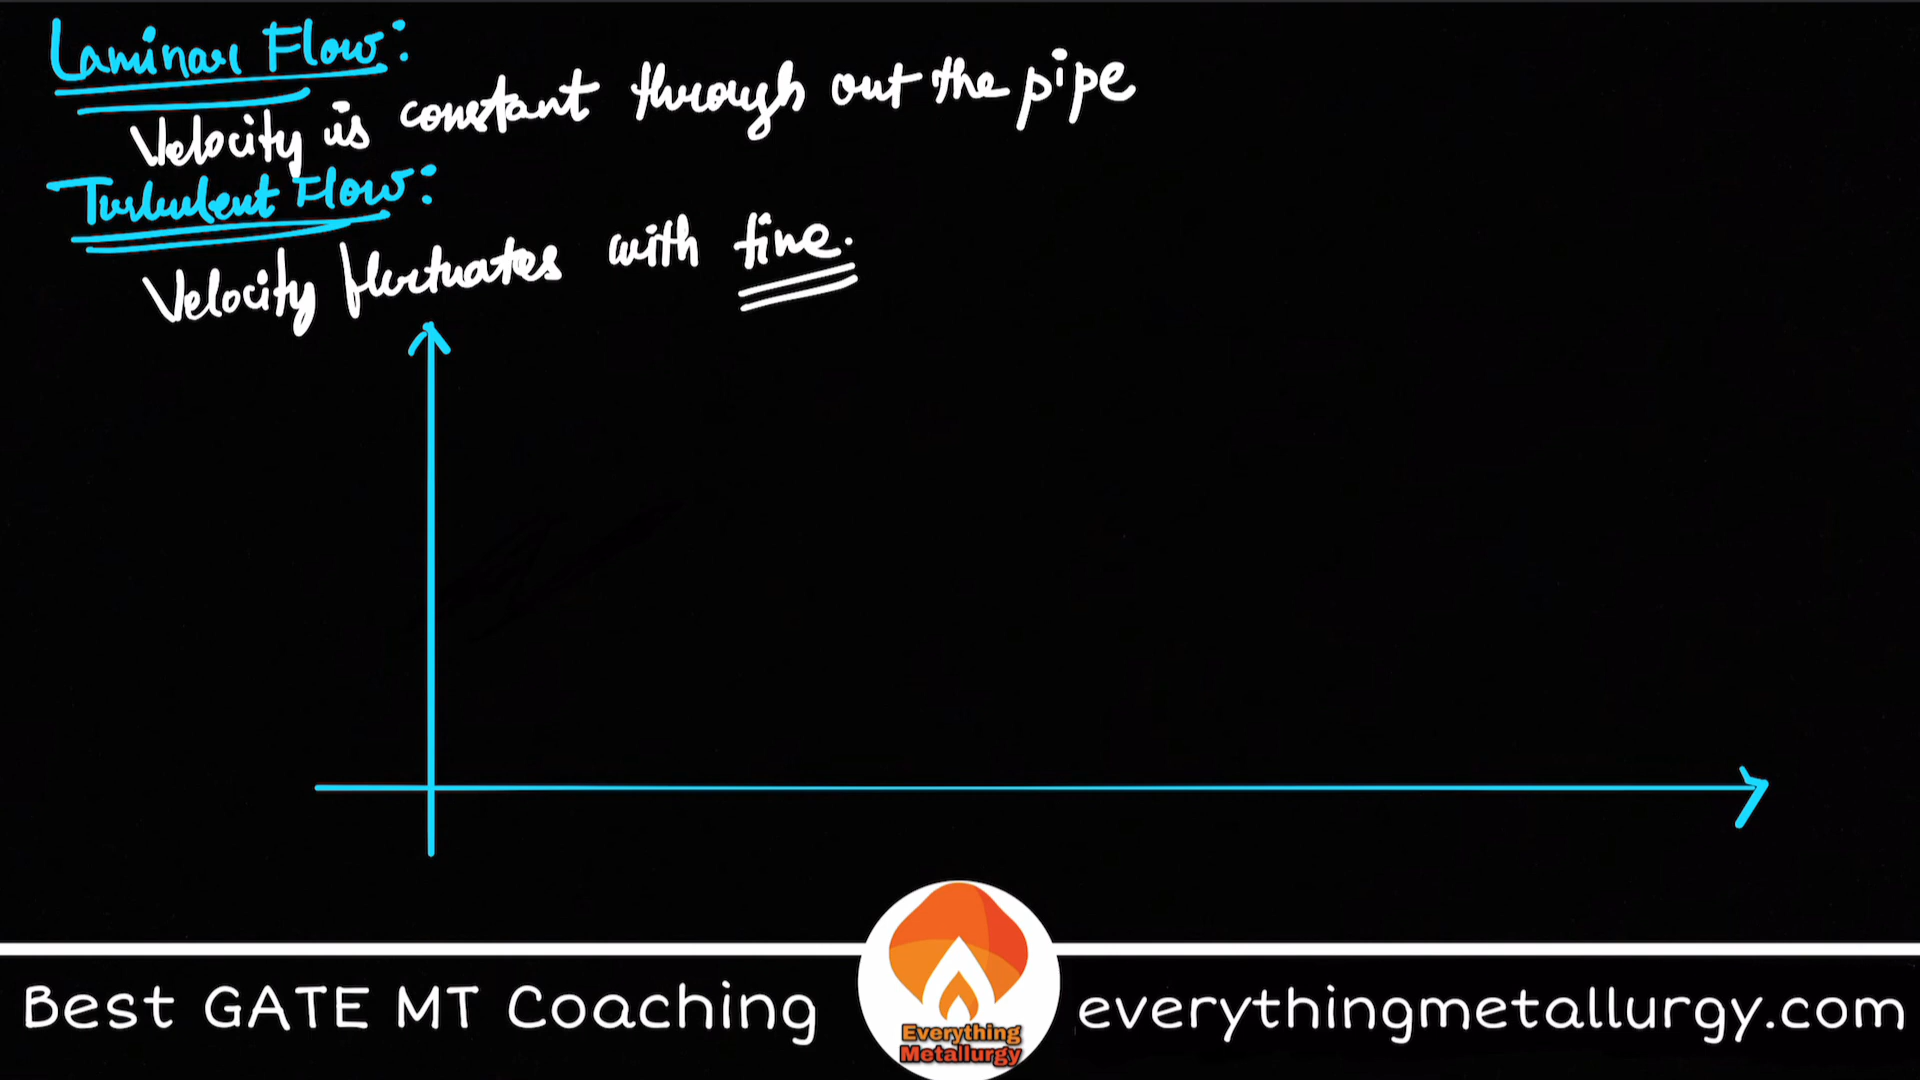 Laminar Flow:
Velocity is constant through out the pipe
Turbulent Flow:
Velocity fluctuates with time.
Best GATE MT Coaching
Everything
Metallurgy
everythingmetallurgy.com